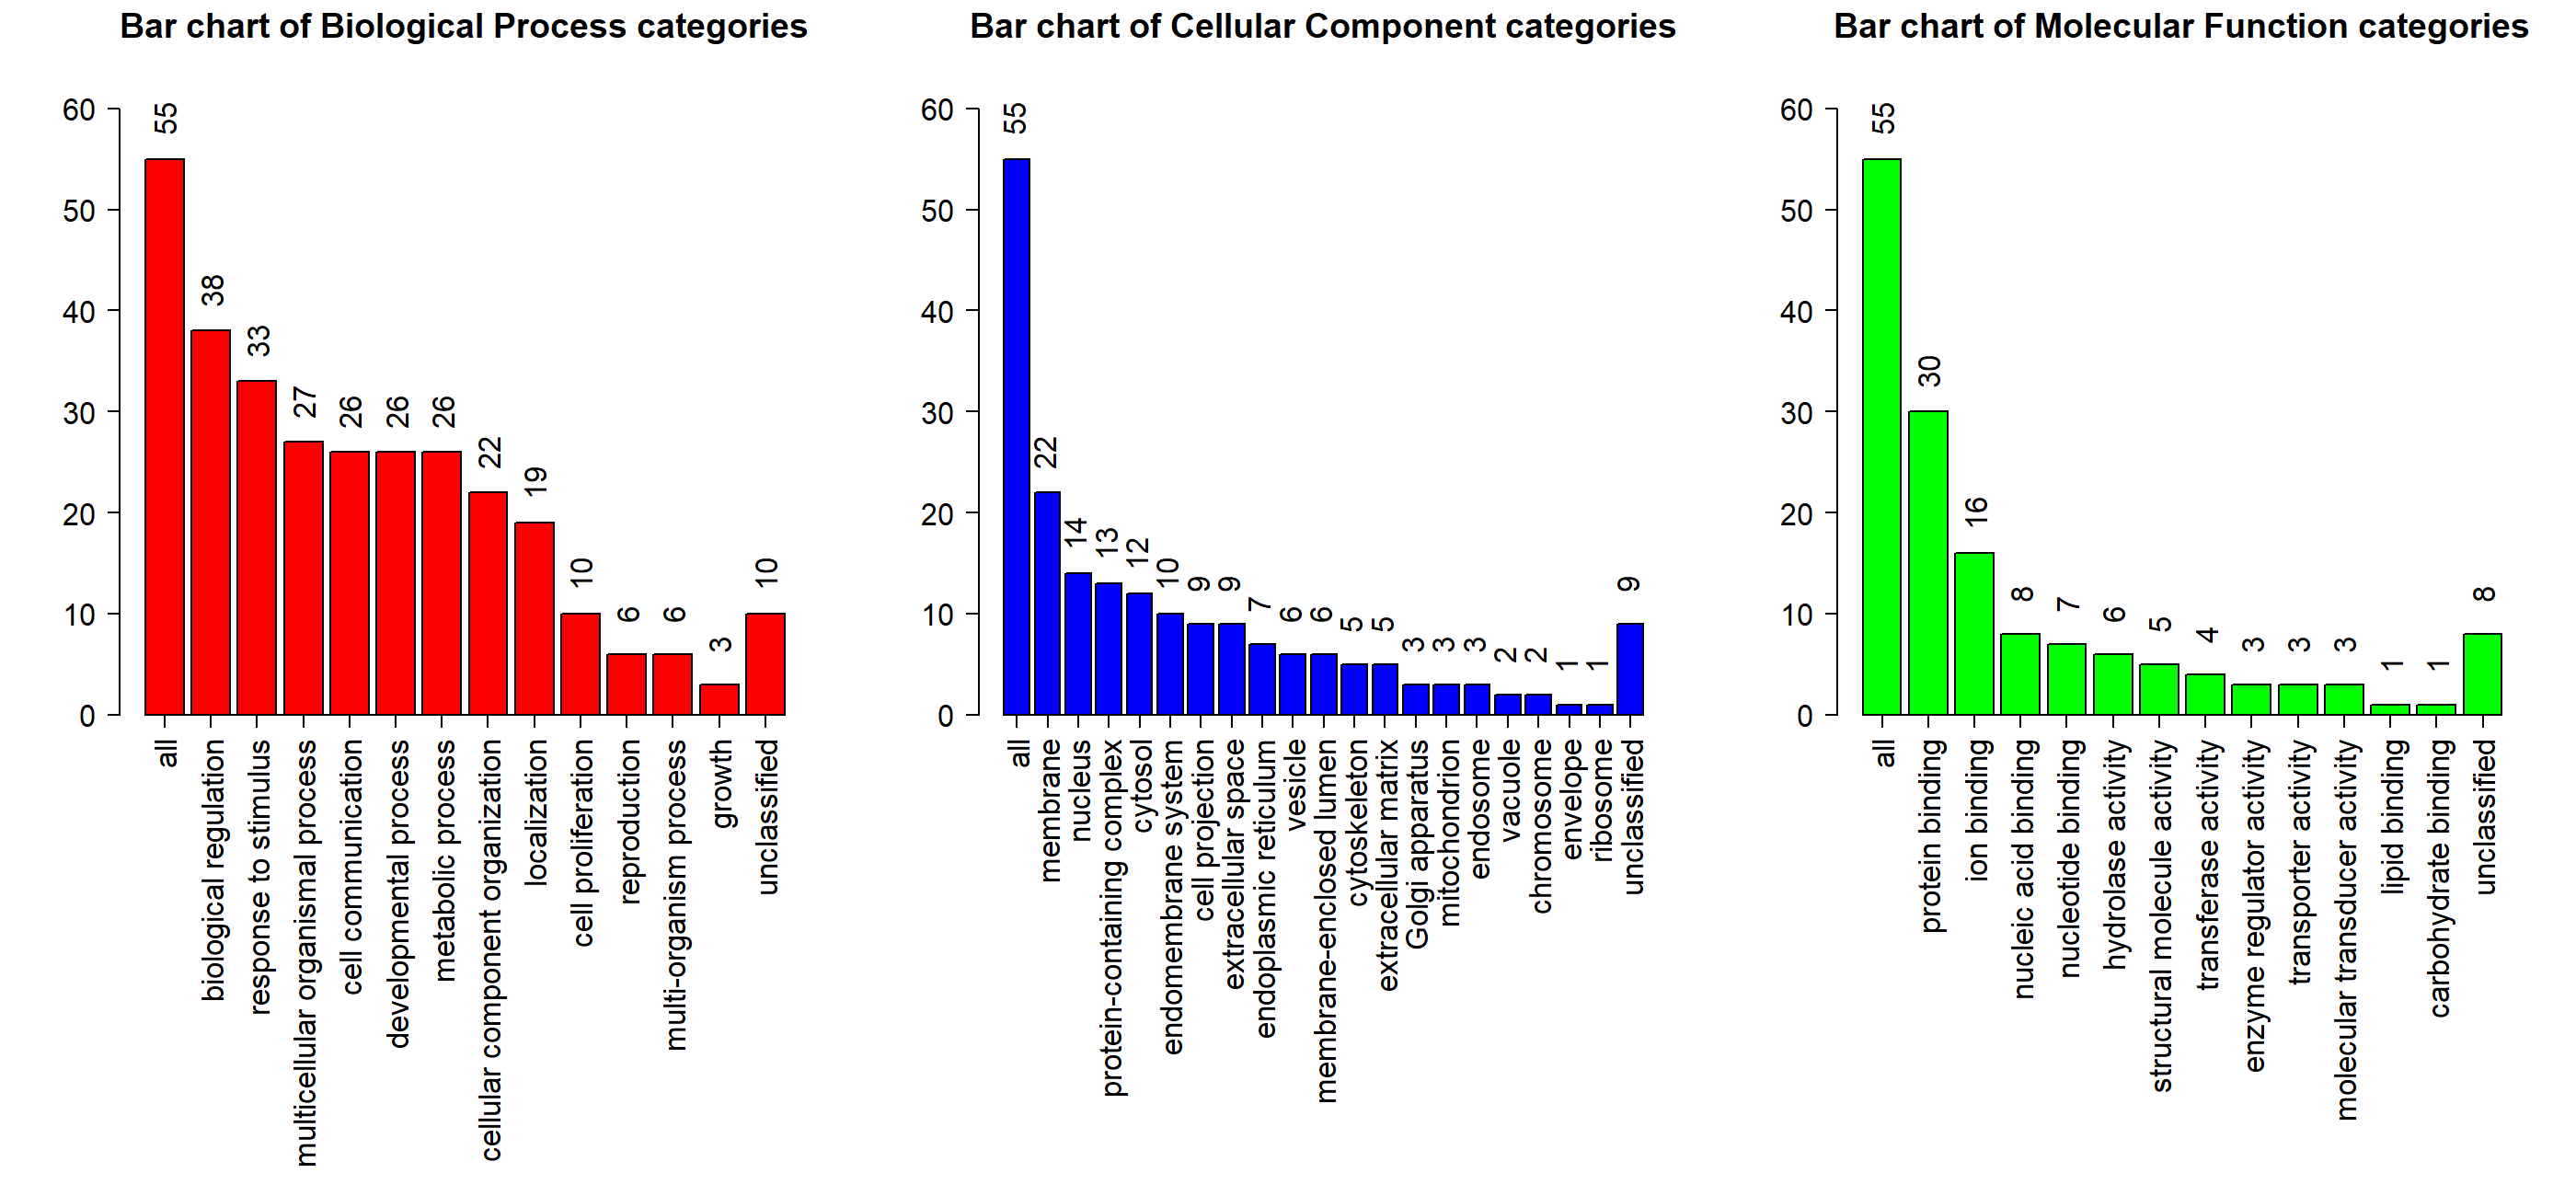 Bar chart of Biological Process categories
60
50
40
30
20
10
0
55
38
33
27
26
26
26
22
19
10
6
6
3
10
all
biological regulation
response to stimulus
multicellular organismal process
cell communication
developmental process
metabolic process
cellular component organization
localization
cell proliferation
reproduction
multi-organism process
growth
unclassified
Bar chart of Cellular Component categories
60
50
40
30
20
10
0
55
22
14
13
12
10
9
9
7
6
6
5
5
3
3
3
2
2
1
1
9
all
membrane
nucleus
protein-containing complex
cytosol
endomembrane system
cell projection
extracellular space
endoplasmic reticulum
vesicle
membrane-enclosed lumen
cytoskeleton
extracellular matrix
Golgi apparatus
mitochondrion
endosome
vacuole
chromosome
envelope
ribosome
unclassified
Bar chart of Molecular Function categories
60
50
40
30
20
10
0
55
30
16
8
7
6
5
4
3
3
3
1
1
8
all
protein binding
ion binding
nucleic acid binding
nucleotide binding
hydrolase activity
structural molecule activity
transferase activity
enzyme regulator activity
transporter activity
molecular transducer activity
lipid binding
carbohydrate binding
unclassified